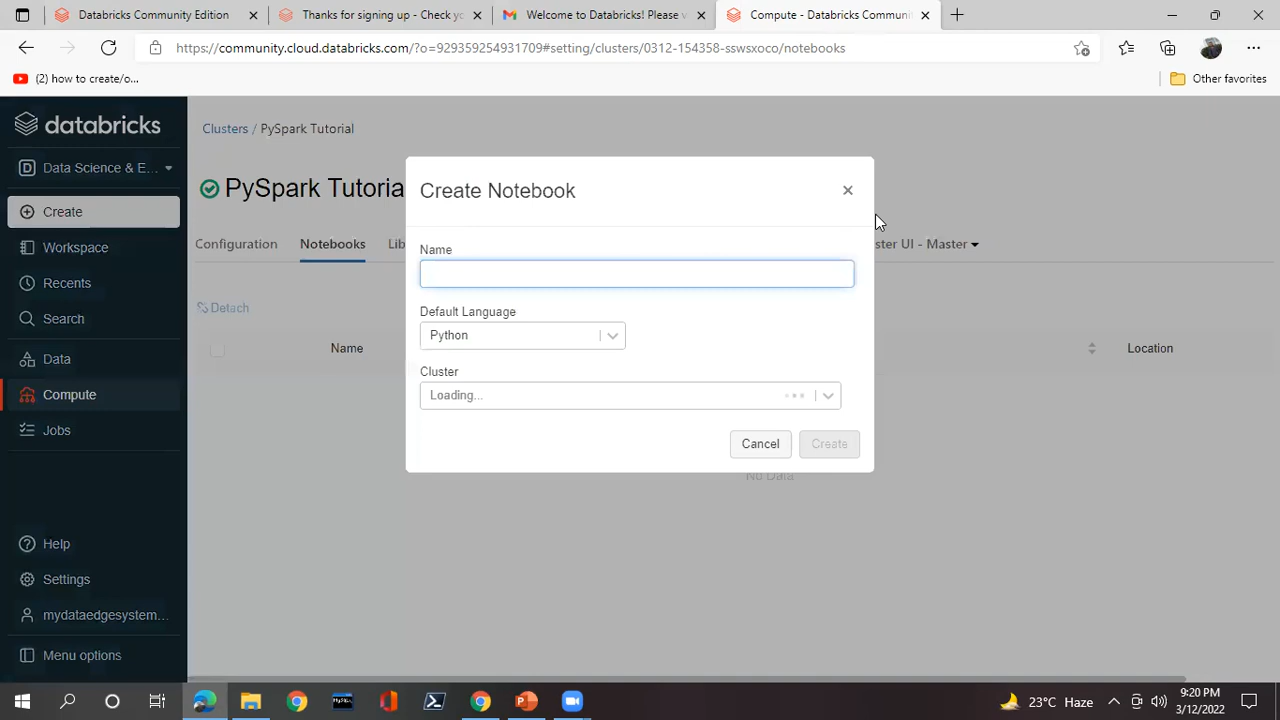 Databricks Community Edition
Thanks for signing up - Check yo
Welcome to Databricks! Please v
Compute - Databricks Communi
https://community.cloud.databricks.com/?o=929359254931709#setting/clusters/0312-154358-sswsxoco/notebooks
(2) how to create/o...
Other favorites
databricks
Clusters / PySpark Tutorial
D Data Science & E...
PySpark Tutoria
Create Notebook
Create
Configuration
Notebooks
Lib
ster UI - Master
Workspace
Name
Recents
Detach
Default Language
Search
Python
Name
Location
Data
Cluster
Compute
Loading...
Jobs
Cancel
Create
No Data
Help
Settings
mydataedgesystem...
Menu options
MySQL
23°C Haze
9:20 PM
3/12/2022